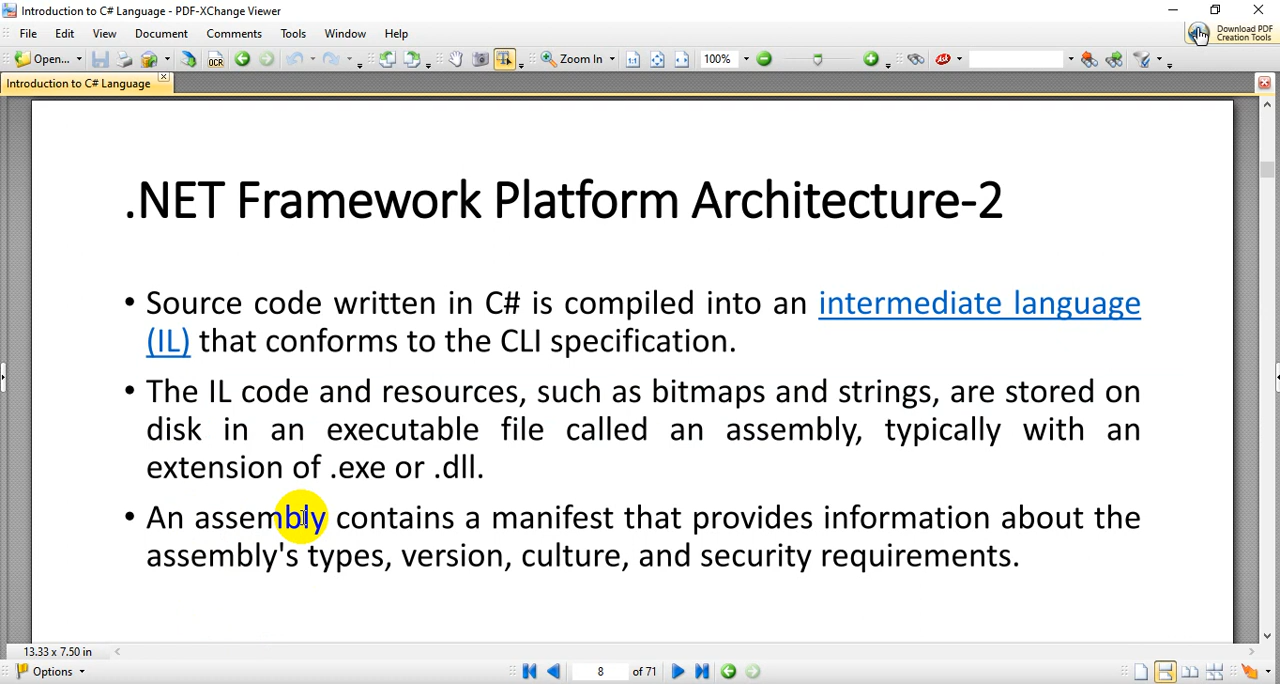 Introduction to C# Language - PDF-XChange Viewer
File Edit View Document Comments Tools Window Help
Download PDF
Creation Tools
Open... OCR Zoom In 1:1 100%
Introduction to C# Language
.NET Framework Platform Architecture-2
• Source code written in C# is compiled into an intermediate language
(IL) that conforms to the CLI specification.
• The IL code and resources, such as bitmaps and strings, are stored on
disk in an executable file called an assembly, typically with an
extension of .exe or .dll.
• An assembly contains a manifest that provides information about the
assembly's types, version, culture, and security requirements.
13.33 x 7.50 in
Options 8 of 71